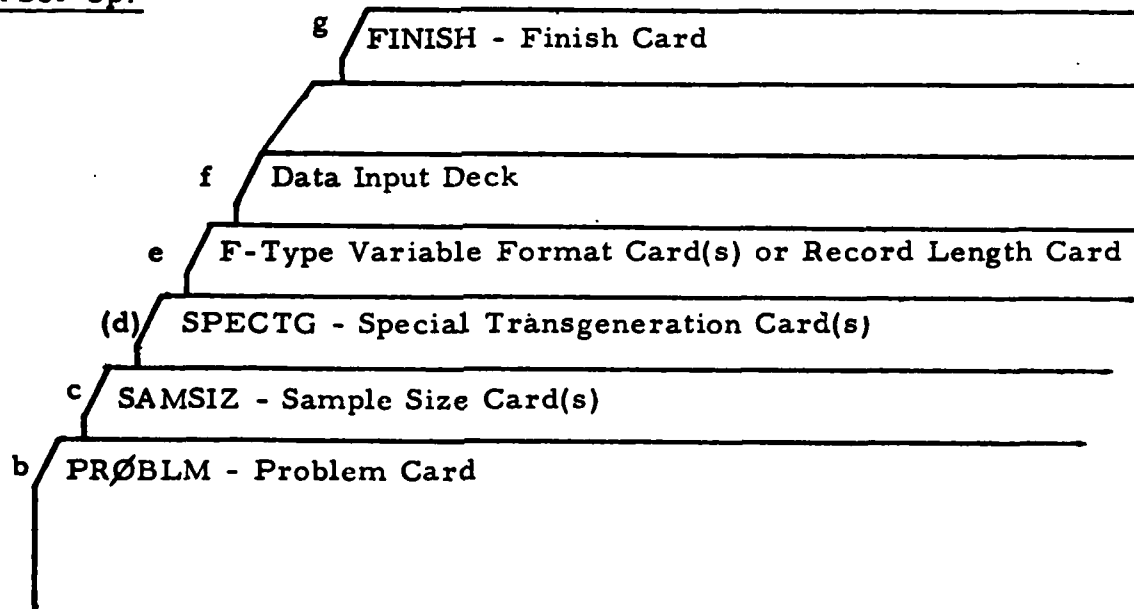 g FINISH - Finish Card
f Data Input Deck
e F-Type Variable Format Card(s) or Record Length Card
(d) SPECTG - Special Transgeneration Card(s)
c SAMSIZ - Sample Size Card(s)
b PRØBLM - Problem Card